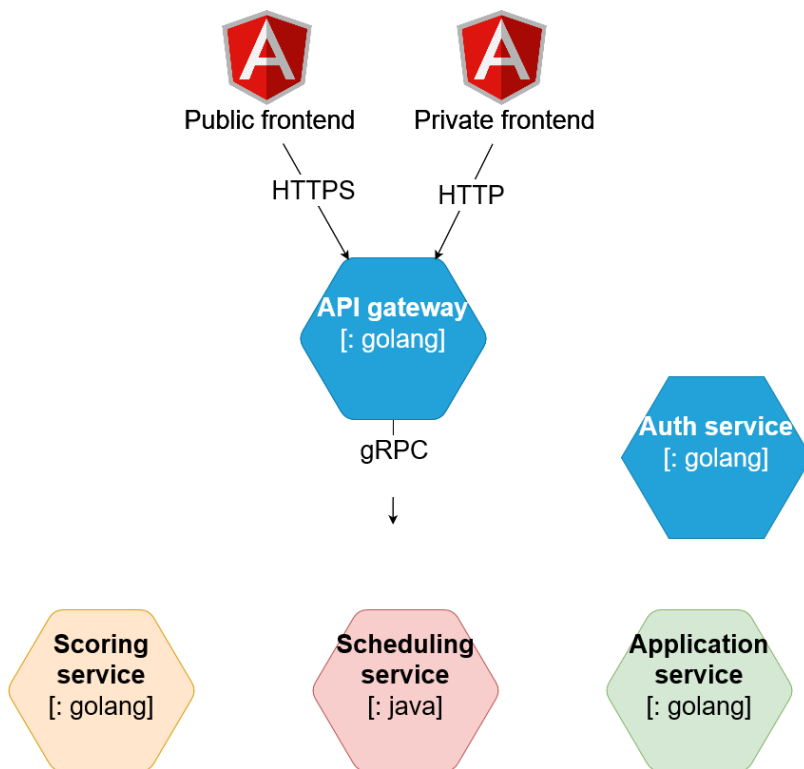 Public frontend
Private frontend
HTTPS
HTTP
API gateway
[: golang]
gRPC
Auth service
[: golang]
Scoring
service
[: golang]
Scheduling
service
[: java]
Application
service
[: golang]